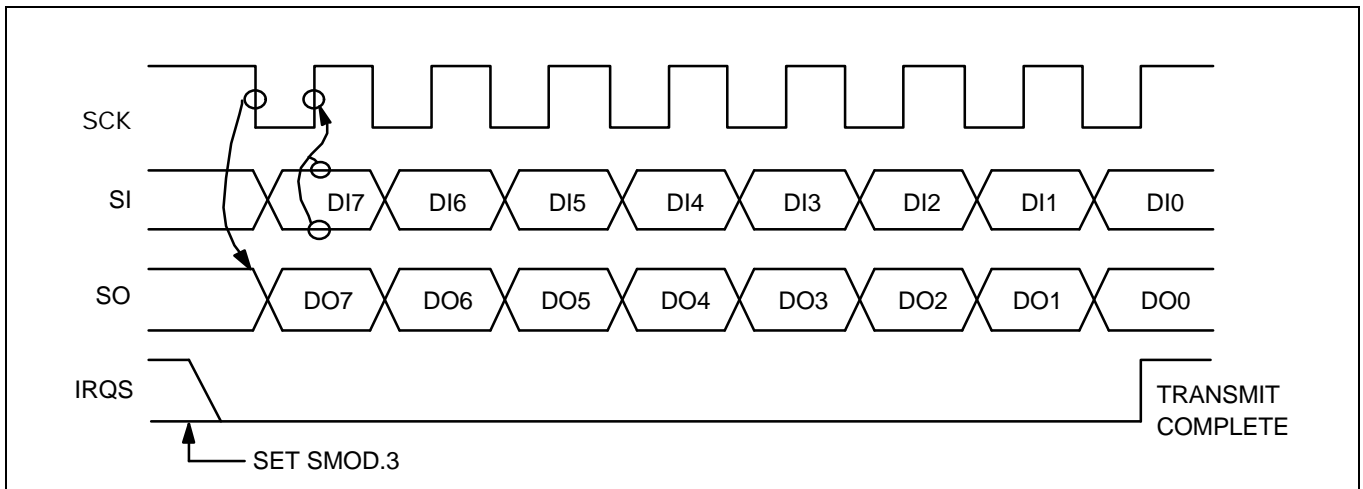 SCK
SI DI7 DI6 DI5 DI4 DI3 DI2 DI1 DI0
SO DO7 DO6 DO5 DO4 DO3 DO2 DO1 DO0
IRQS
TRANSMIT
COMPLETE
SET SMOD.3